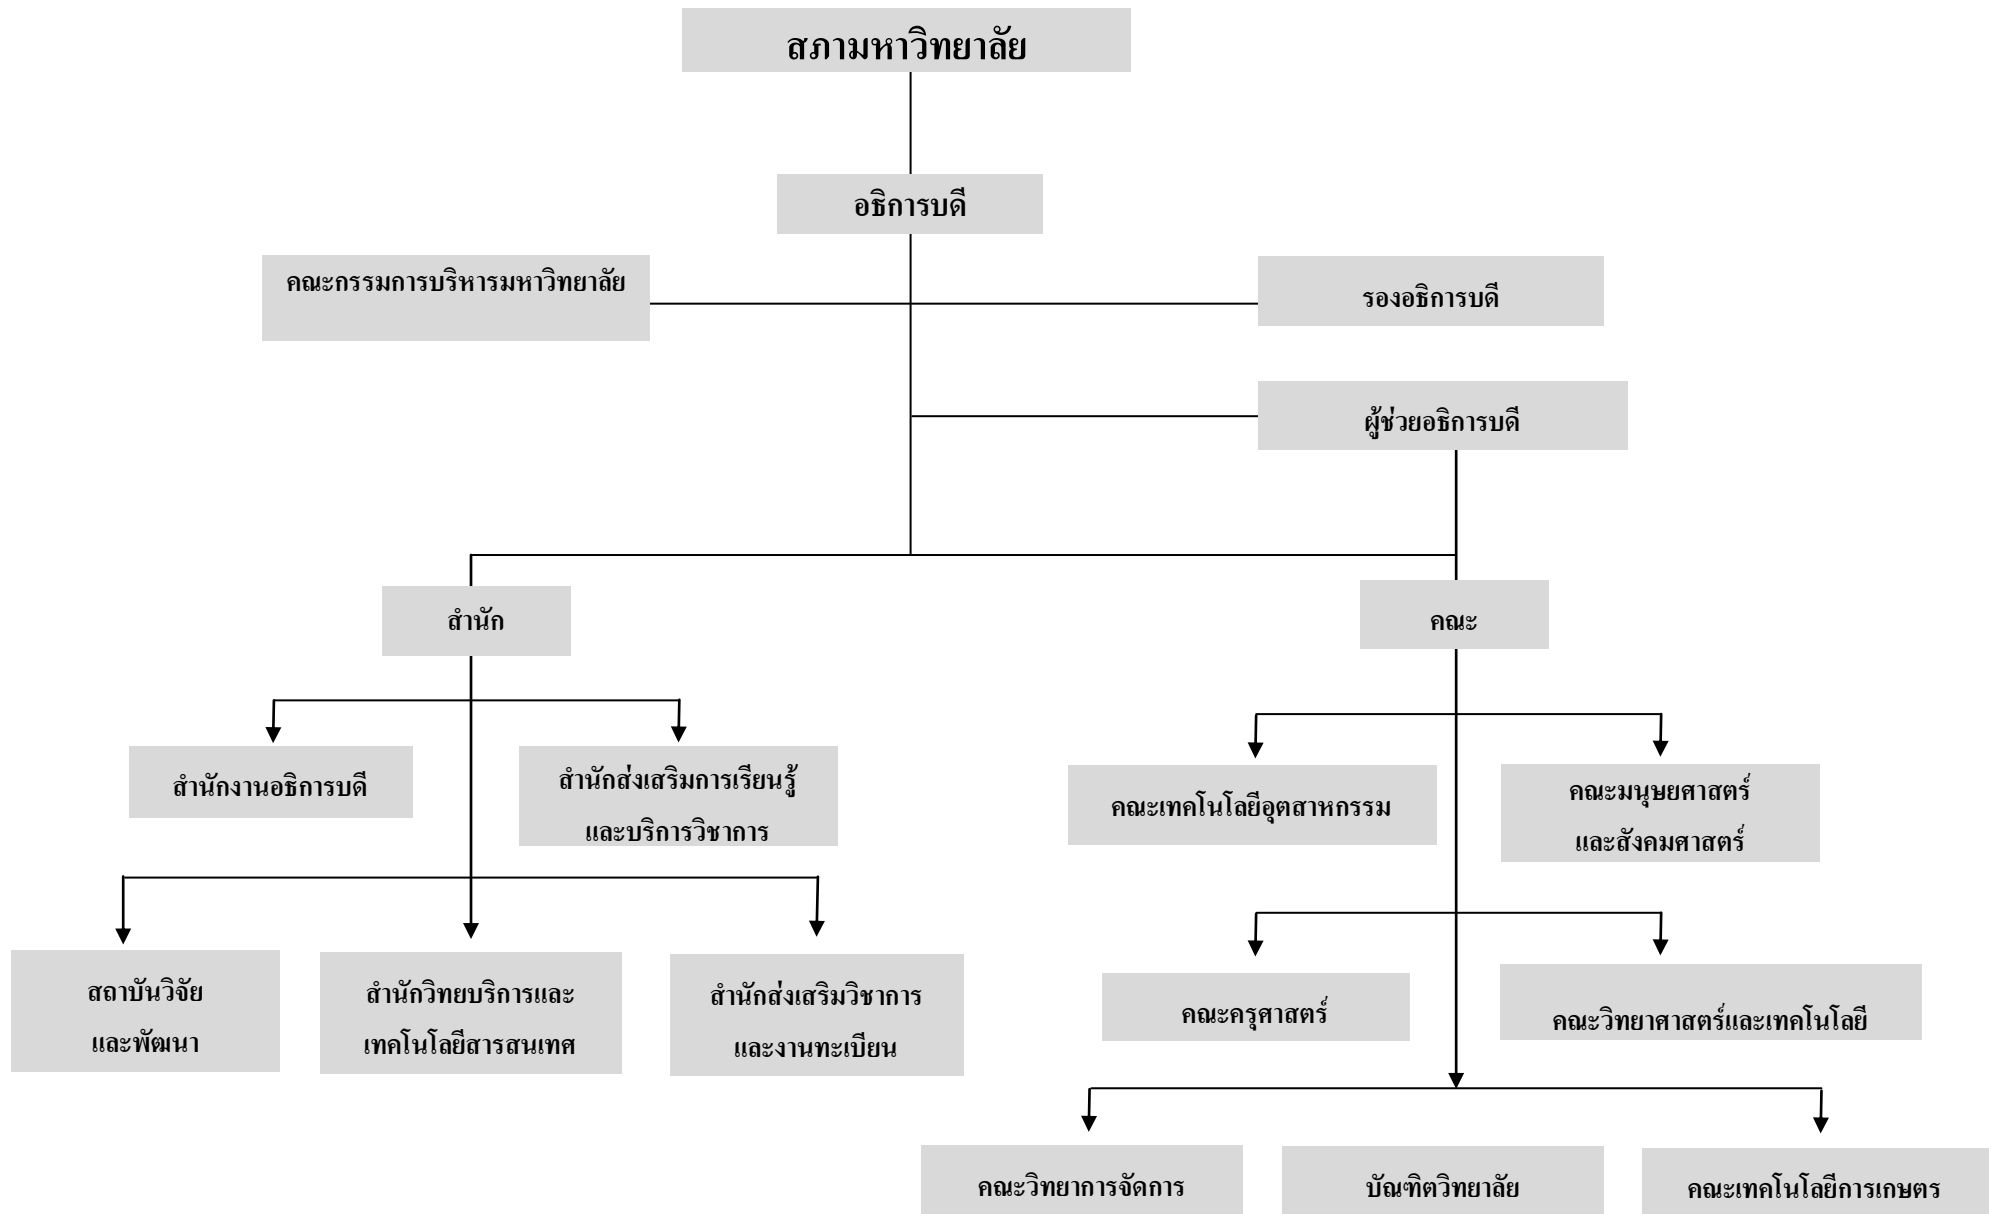 สภามหาวิทยาลัย
อธิการบดี
คณะกรรมการบริหารมหาวิทยาลัย
รองอธิการบดี
ผู้ช่วยอธิการบดี
สำนัก
คณะ
สำนักงานอธิการบดี
สำนักส่งเสริมการเรียนรู้
และบริการวิชาการ
คณะเทคโนโลยีอุตสาหกรรม
คณะมนุษยศาสตร์
และสังคมศาสตร์
สถาบันวิจัย
และพัฒนา
สำนักวิทยบริการและ
เทคโนโลยีสารสนเทศ
สำนักส่งเสริมวิชาการ
และงานทะเบียน
คณะครุศาสตร์
คณะวิทยาศาสตร์และเทคโนโลยี
คณะวิทยาการจัดการ
บัณฑิตวิทยาลัย
คณะเทคโนโลยีการเกษตร